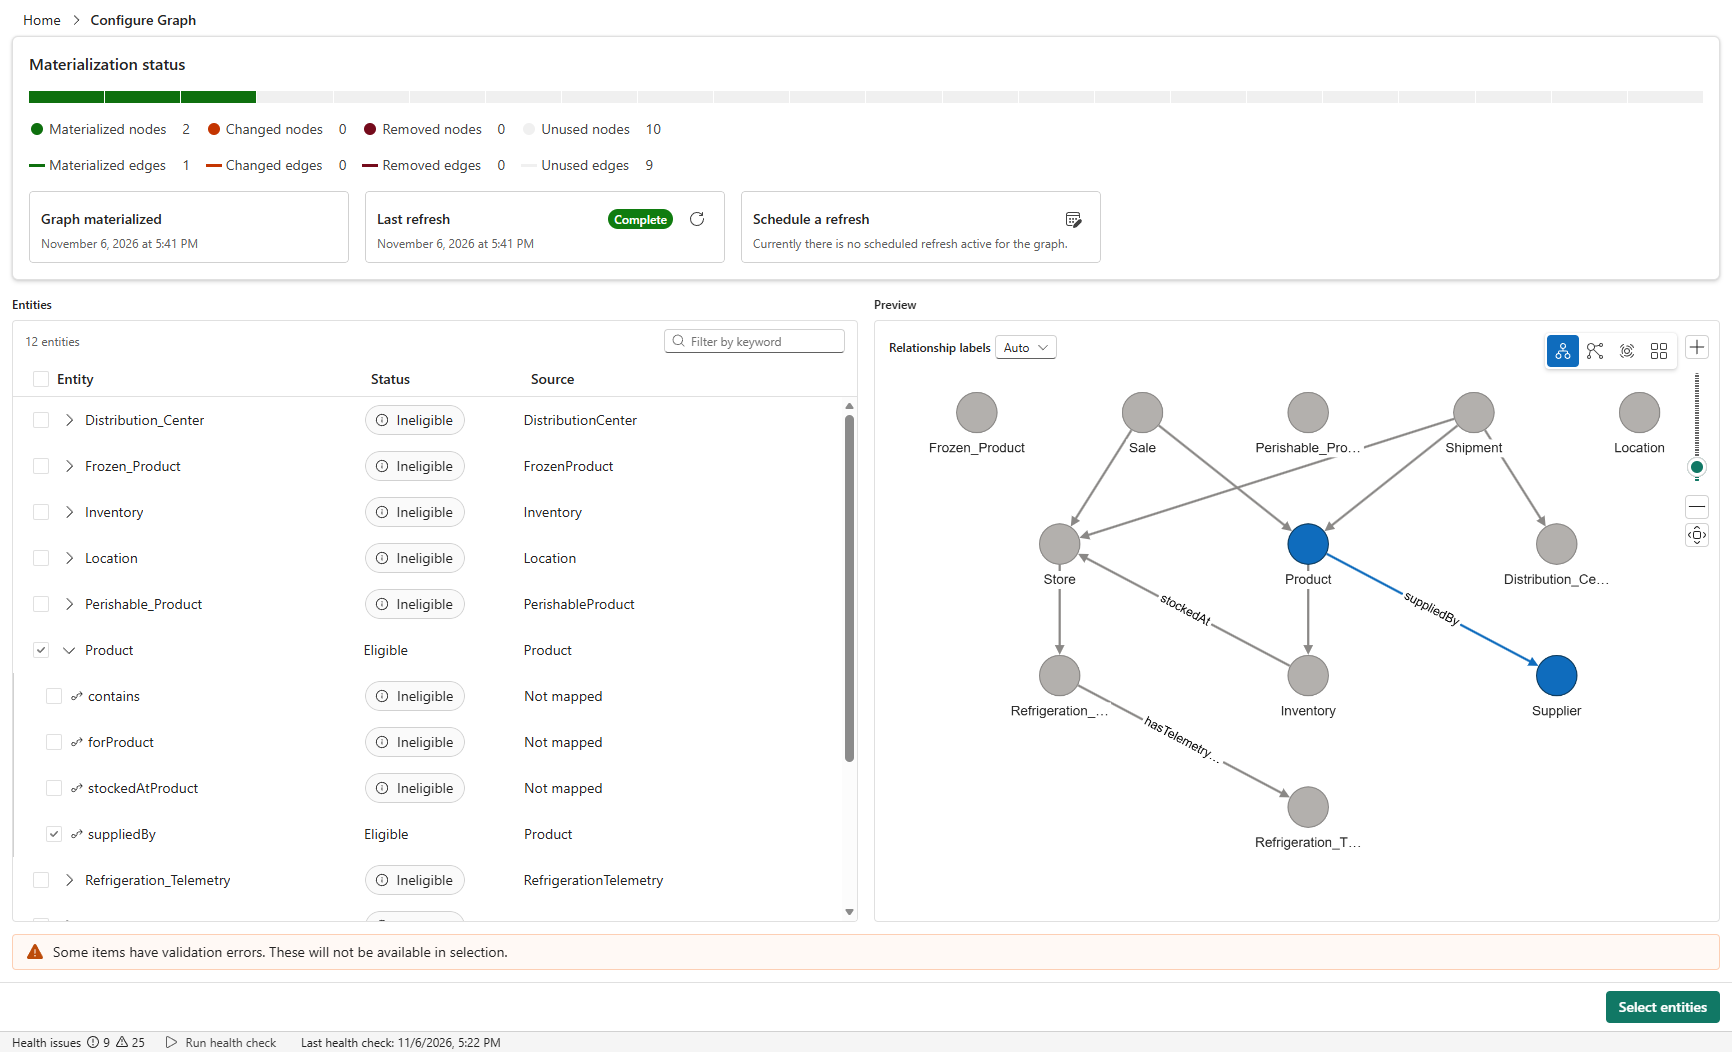 Home > Configure Graph
Materialization status
Materialized nodes 2 Changed nodes 0 Removed nodes 0 Unused nodes 10
Materialized edges 1 Changed edges 0 Removed edges 0 Unused edges 9
Graph materialized
November 6, 2026 at 5:41 PM
Last refresh Complete
November 6, 2026 at 5:41 PM
Schedule a refresh
Currently there is no scheduled refresh active for the graph.
Entities
12 entities
Filter by keyword
Entity Status Source
Distribution_Center Ineligible DistributionCenter
Frozen_Product Ineligible FrozenProduct
Inventory Ineligible Inventory
Location Ineligible Location
Perishable_Product Ineligible PerishableProduct
Product Eligible Product
contains Ineligible Not mapped
forProduct Ineligible Not mapped
stockedAtProduct Ineligible Not mapped
suppliedBy Eligible Product
Refrigeration_Telemetry Ineligible RefrigerationTelemetry
Preview
Relationship labels Auto
Frozen_Product
Sale
Perishable_Pro...
Shipment
Location
Store
Product
Distribution_Ce...
stockedAt
suppliedBy
Refrigeration_...
Inventory
Supplier
hasTelemetry...
Refrigeration_T...
Some items have validation errors. These will not be available in selection.
Select entities
Health issues 9 25 Run health check Last health check: 11/6/2026, 5:22 PM